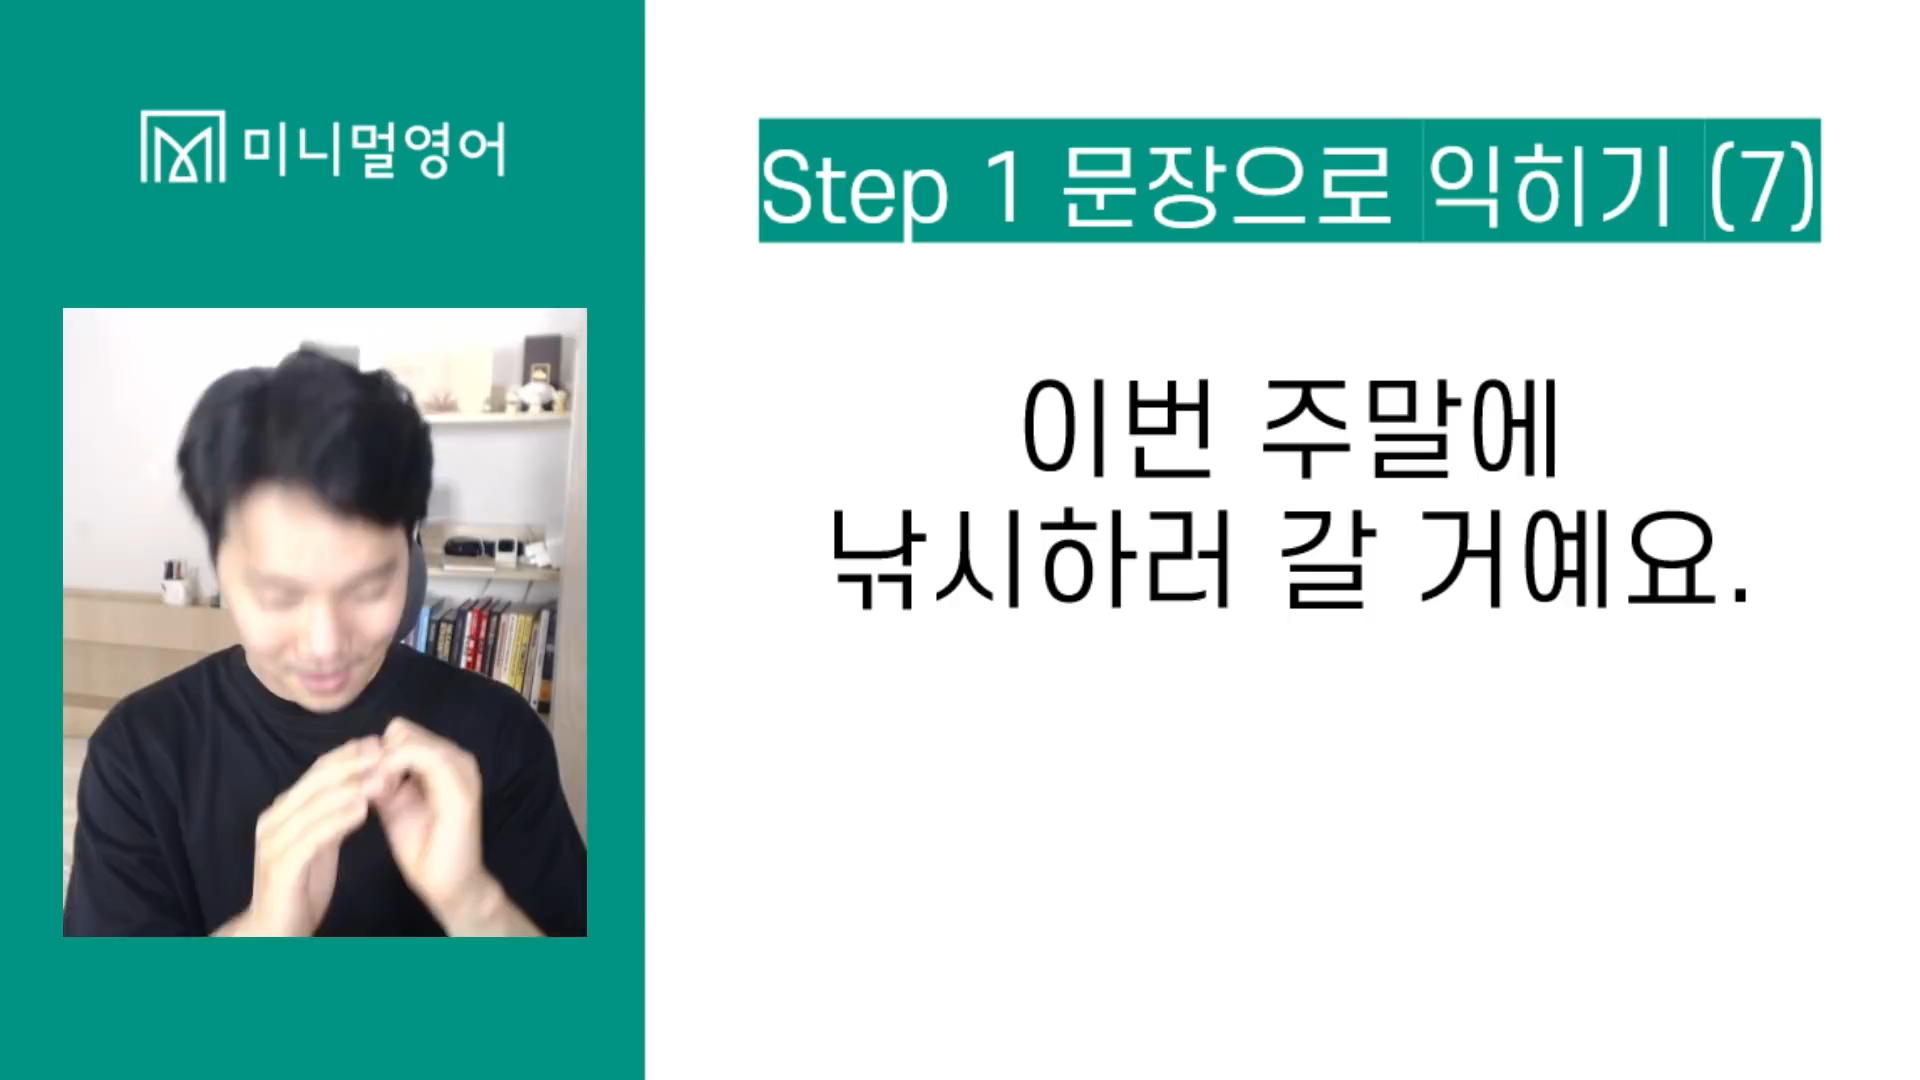 미니멀영어
Step 1 문장으로 익히기 (7)
이번 주말에
낚시하러 갈 거예요.